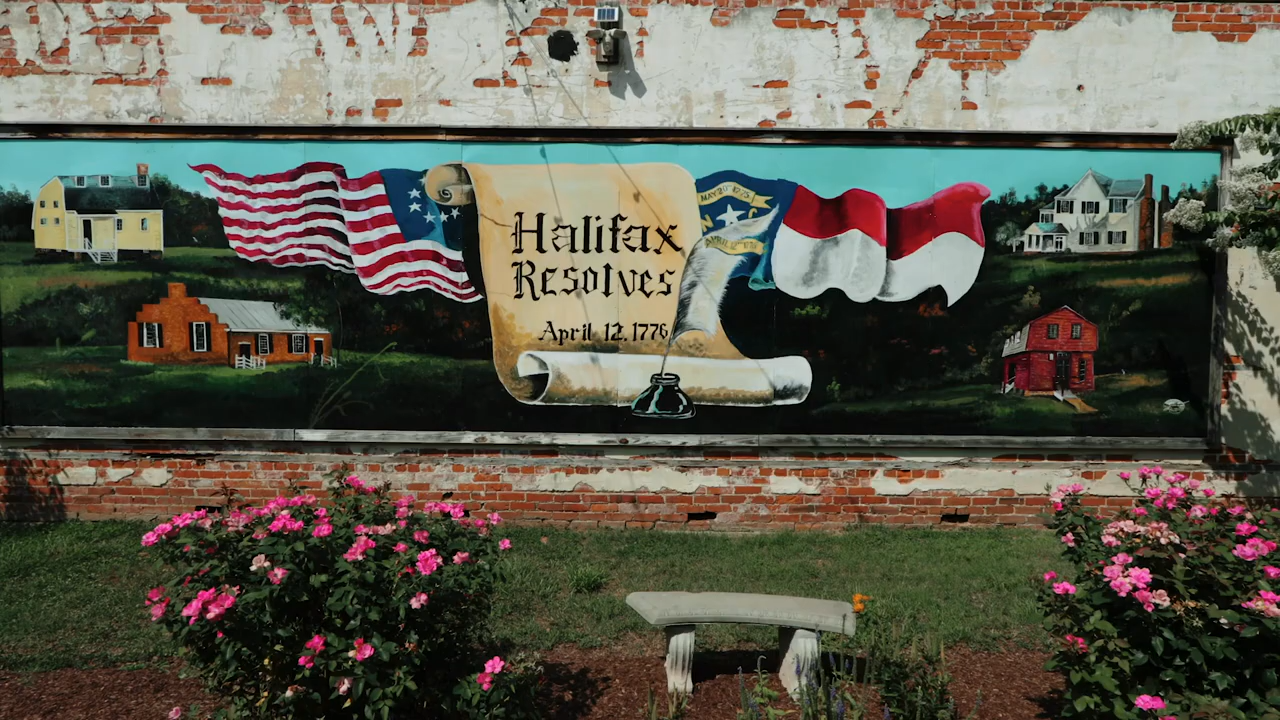 Halifax
Resolves
April 12, 1776
MAY 20 1775
N
APRIL 12